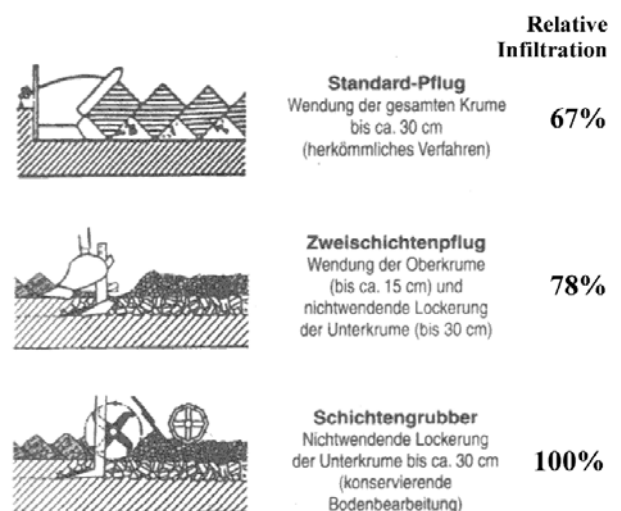 Relative
Infiltration
Standard-Pflug
Wendung der gesamten Krume
bis ca. 30 cm
(herkömmliches Verfahren)
67%
Zweischichtenpflug
Wendung der Oberkrume
(bis ca. 15 cm) und
nichtwendende Lockerung
der Unterkrume (bis 30 cm)
78%
Schichtengrubber
Nichtwendende Lockerung
der Unterkrume bis ca. 30 cm
(konservierende
Bodenbearbeitung)
100%